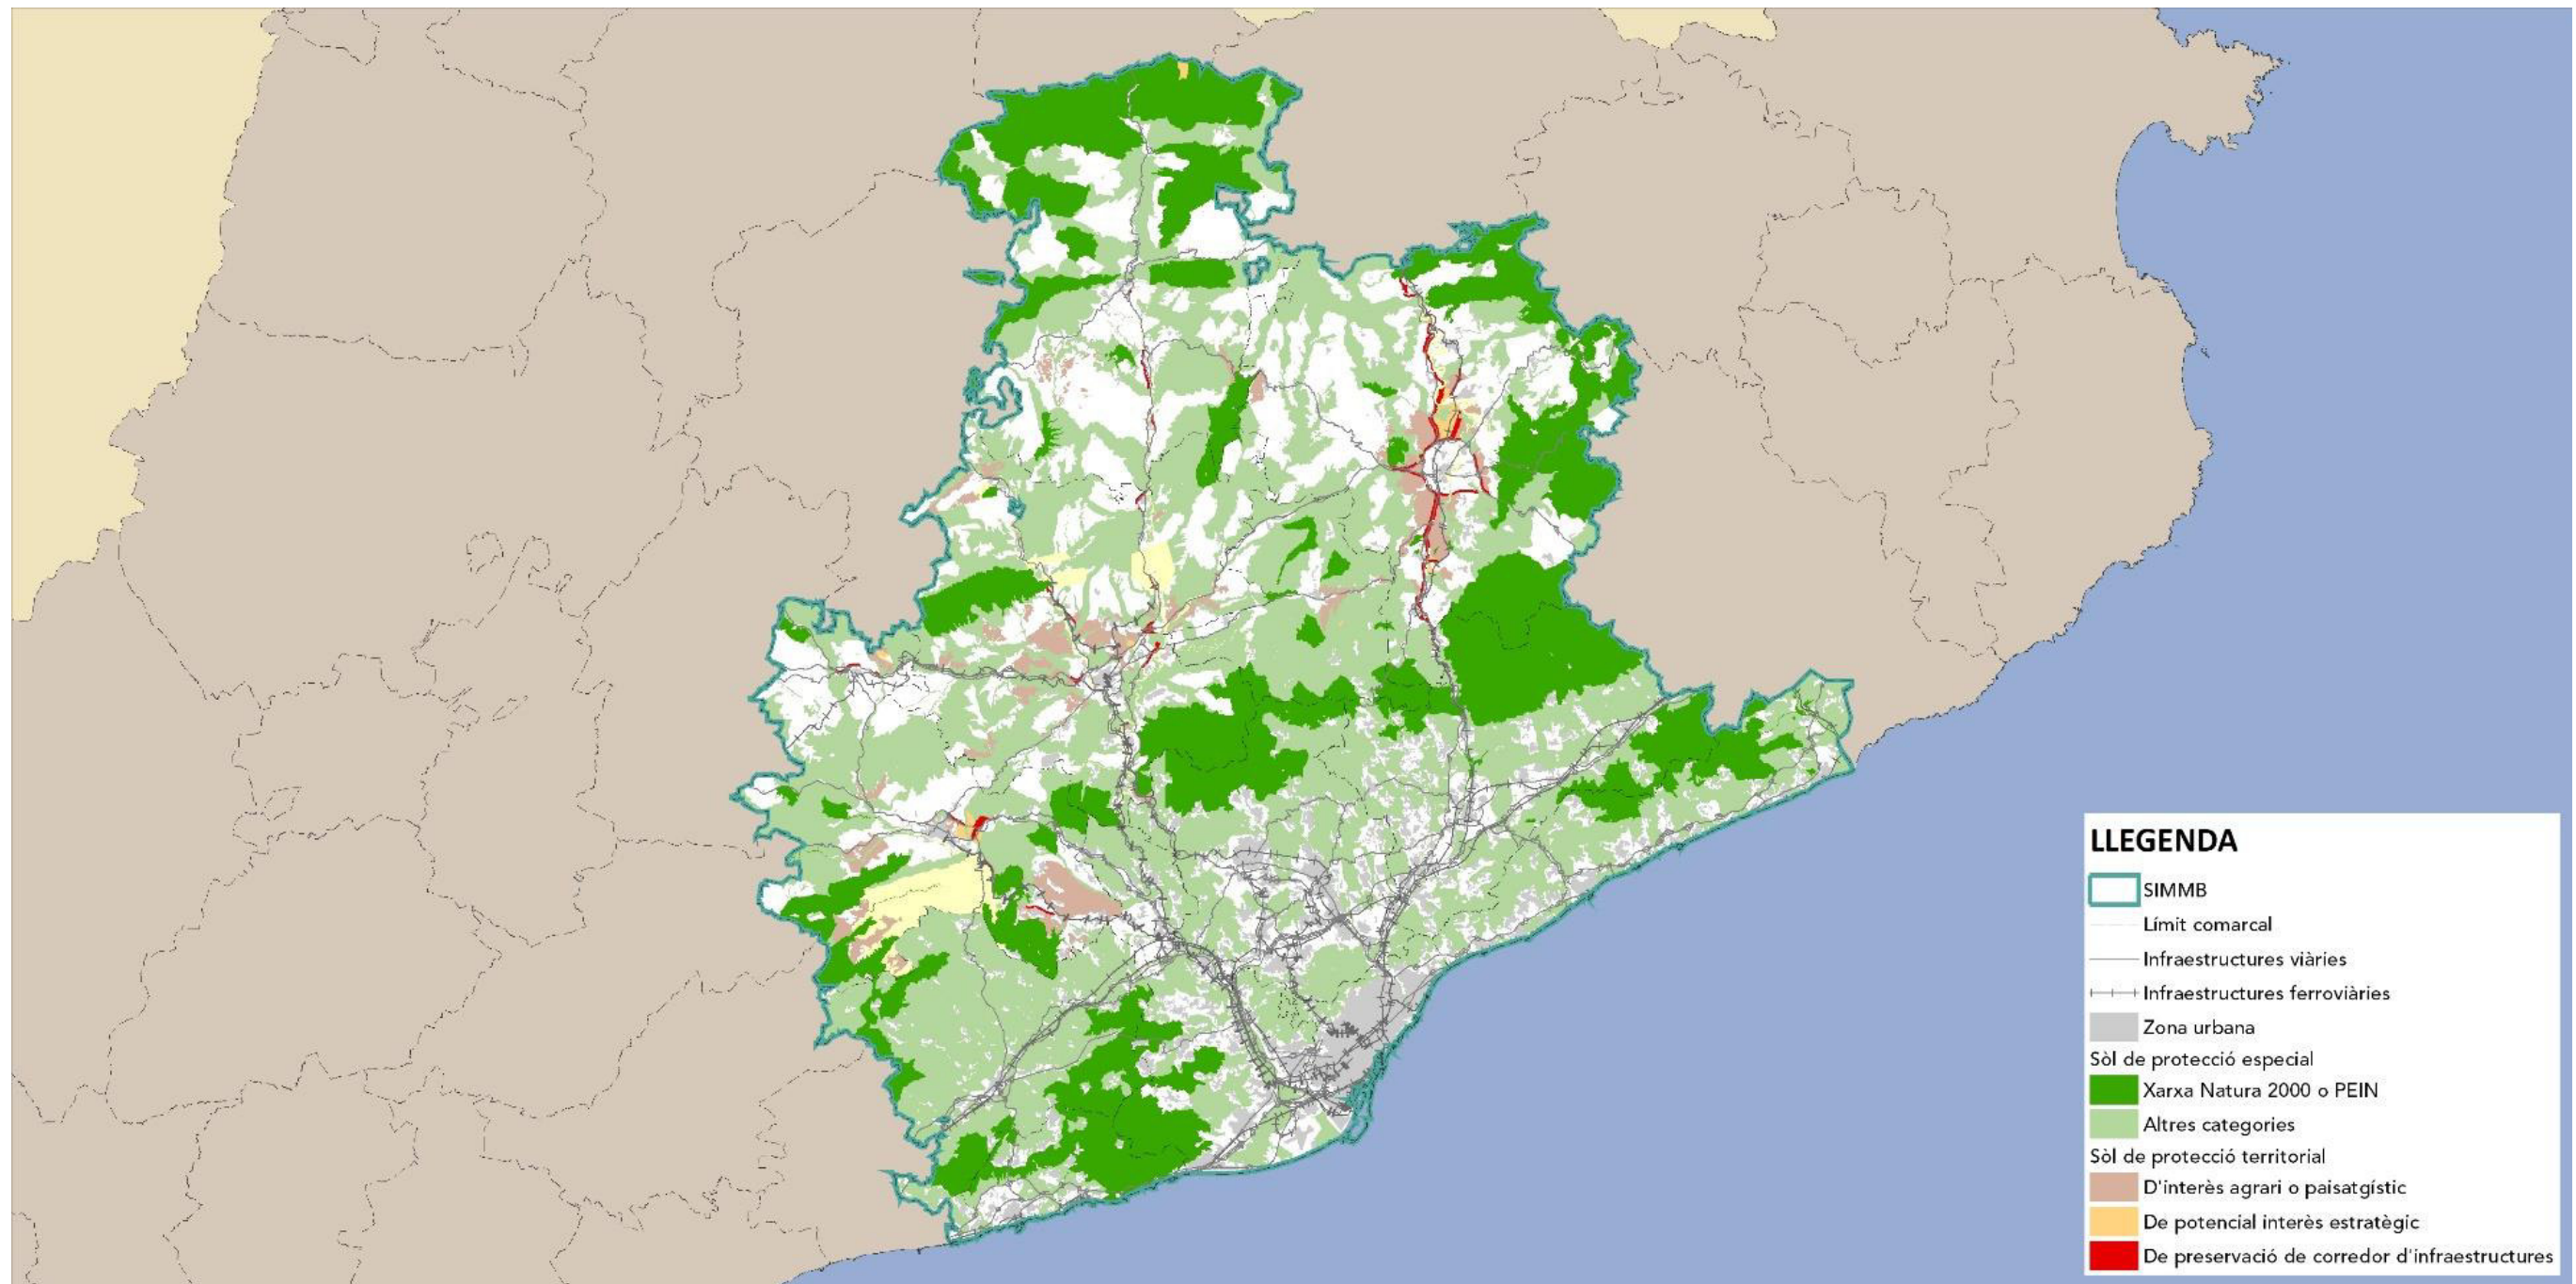 LLEGENDA
SIMMB
Límit comarcal
Infraestructures viàries
Infraestructures ferroviàries
Zona urbana
Sòl de protecció especial
Xarxa Natura 2000 o PEIN
Altres categories
Sòl de protecció territorial
D'interès agrari o paisatgístic
De potencial interès estratègic
De preservació de corredor d'infraestructures